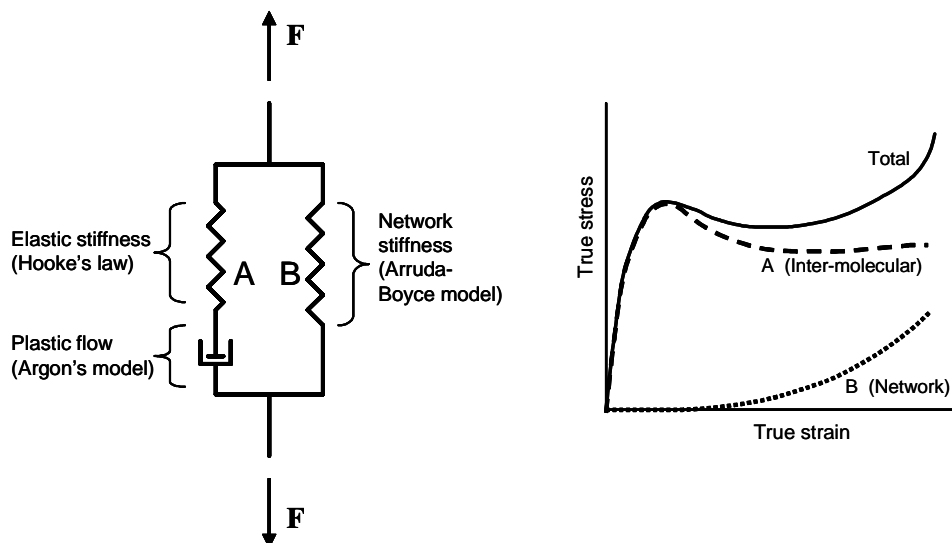 F
Elastic stiffness
(Hooke's law)
A
B
Network
stiffness
(Arruda-
Boyce model)
Plastic flow
(Argon's model)
F
True stress
Total
A (Inter-molecular)
B (Network)
True strain